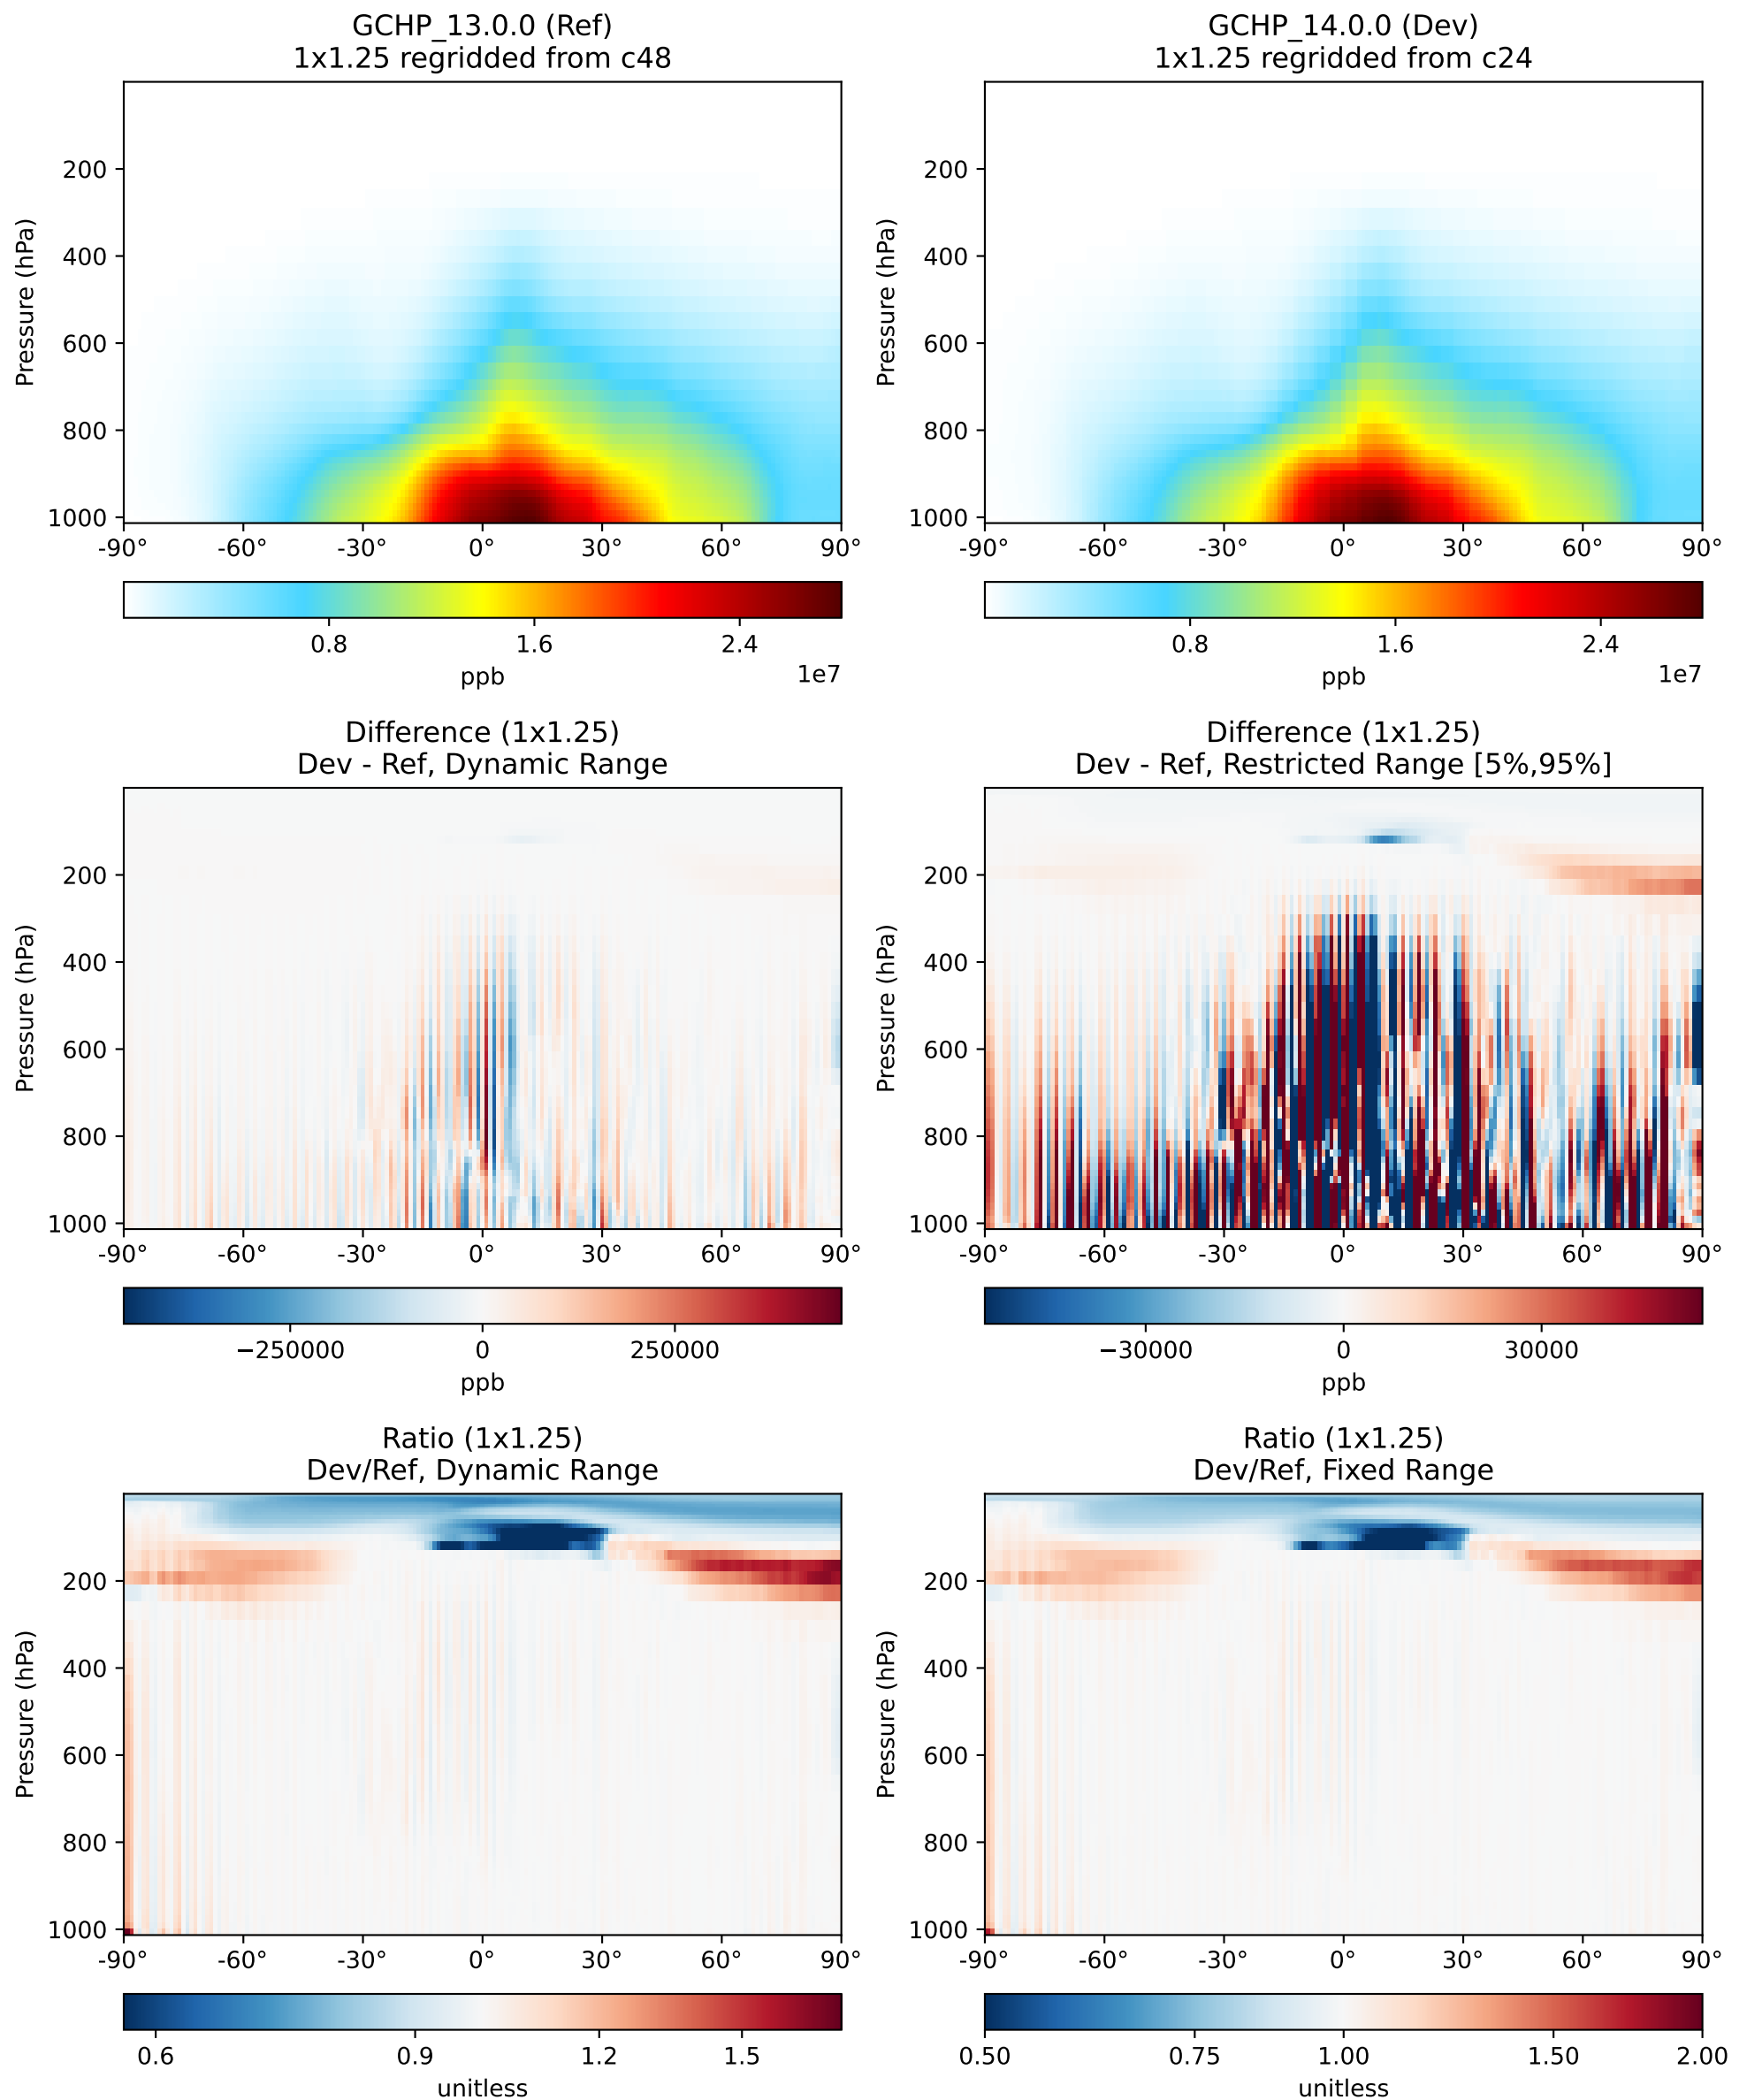 GCHP_13.0.0 (Ref)
1x1.25 regridded from c48
Pressure (hPa)
200
400
600
800
1000
-90° -60° -30° 0° 30° 60° 90°
0.8 1.6 2.4
1e7
ppb
GCHP_14.0.0 (Dev)
1x1.25 regridded from c24
Pressure (hPa)
200
400
600
800
1000
-90° -60° -30° 0° 30° 60° 90°
0.8 1.6 2.4
1e7
ppb
Difference (1x1.25)
Dev - Ref, Dynamic Range
Pressure (hPa)
200
400
600
800
1000
-90° -60° -30° 0° 30° 60° 90°
−250000 0 250000
ppb
Difference (1x1.25)
Dev - Ref, Restricted Range [5%,95%]
Pressure (hPa)
200
400
600
800
1000
-90° -60° -30° 0° 30° 60° 90°
−30000 0 30000
ppb
Ratio (1x1.25)
Dev/Ref, Dynamic Range
Pressure (hPa)
200
400
600
800
1000
-90° -60° -30° 0° 30° 60° 90°
0.6 0.9 1.2 1.5
unitless
Ratio (1x1.25)
Dev/Ref, Fixed Range
Pressure (hPa)
200
400
600
800
1000
-90° -60° -30° 0° 30° 60° 90°
0.50 0.75 1.00 1.50 2.00
unitless